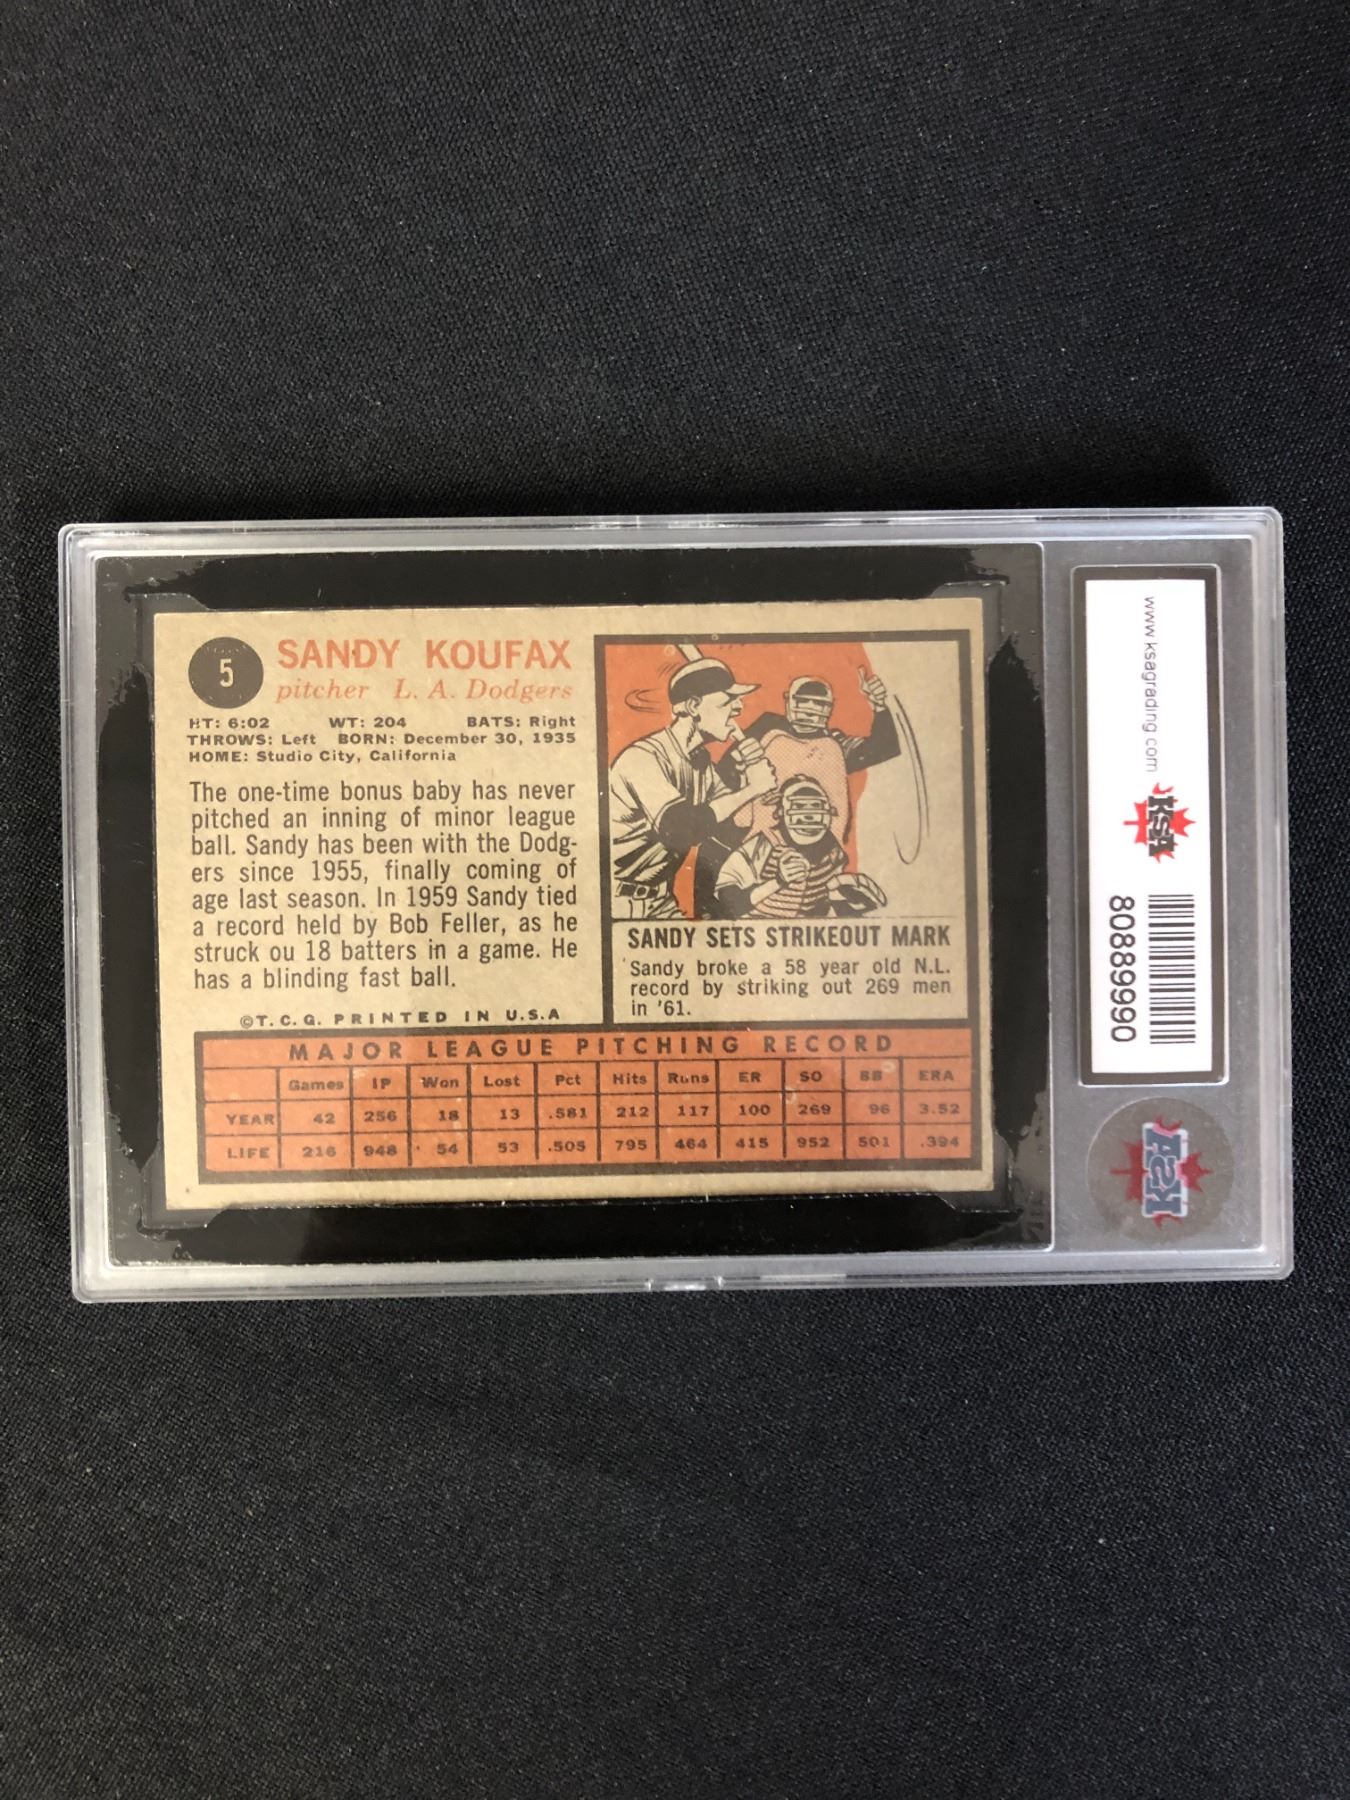 5
SANDY KOUFAX
pitcher L. A. Dodgers
HT: 6:02 WT: 204 BATS: Right
THROWS: Left BORN: December 30, 1935
HOME: Studio City, California
The one-time bonus baby has never
pitched an inning of minor league
ball. Sandy has been with the Dodg-
ers since 1955, finally coming of
age last season. In 1959 Sandy tied
a record held by Bob Feller, as he
struck ou 18 batters in a game. He
has a blinding fast ball.
©T.C.G. PRINTED IN U.S.A
SANDY SETS STRIKEOUT MARK
Sandy broke a 58 year old N.L.
record by striking out 269 men
in '61.
MAJOR LEAGUE PITCHING RECORD
Games IP Won Lost Pct Hits Runs ER SO BB ERA
YEAR 42 256 18 13 .581 212 117 100 269 96 3.52
LIFE 216 948 54 53 .505 795 464 415 952 501 .394
www.ksagrading.com
KSA
80889990
KSA